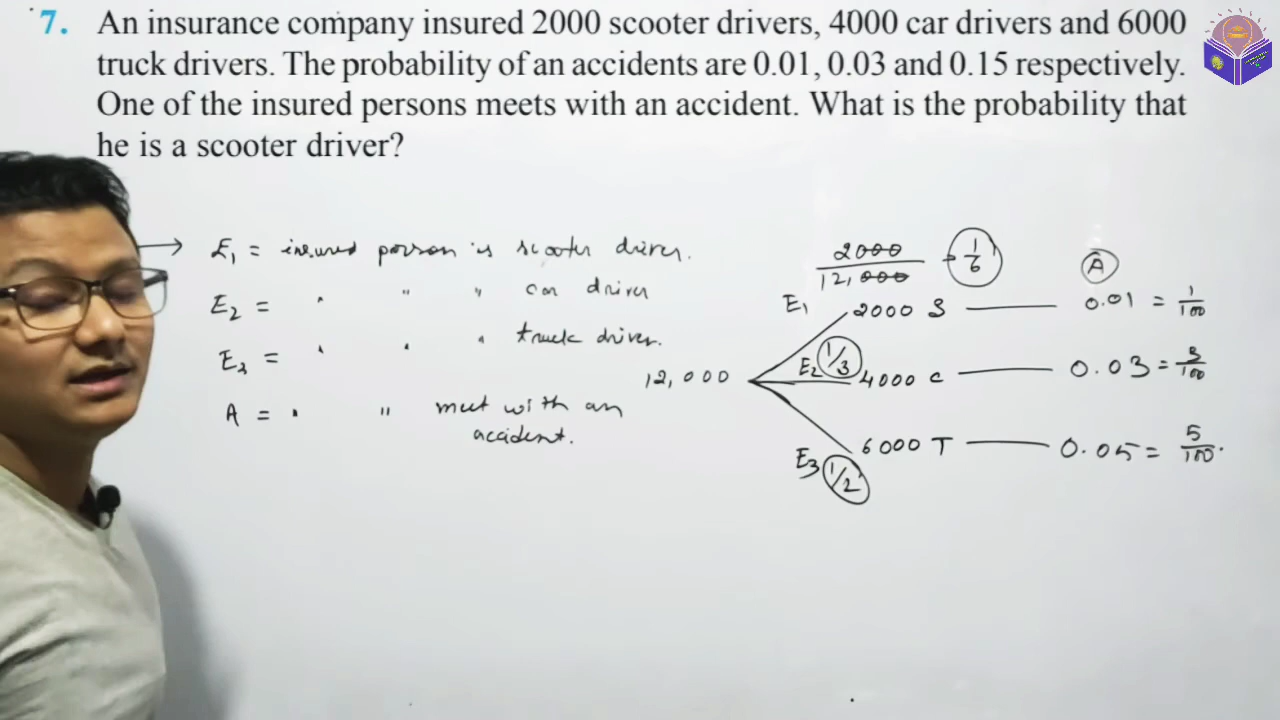 7. An insurance company insured 2000 scooter drivers, 4000 car drivers and 6000
truck drivers. The probability of an accidents are 0.01, 0.03 and 0.15 respectively.
One of the insured persons meets with an accident. What is the probability that
he is a scooter driver?
E₁ = insured person is scooter driver.
E₂ = " " " car driver
E₃ = " " " truck driver.
A = " " meet with an
accident.
2000/12,000 = 1/6
A
E₁ 2000 S 0.01 = 1/100
12,000 E₂ 1/3 4000 C 0.03 = 3/100
E₃ 1/2 6000 T 0.05 = 5/100.